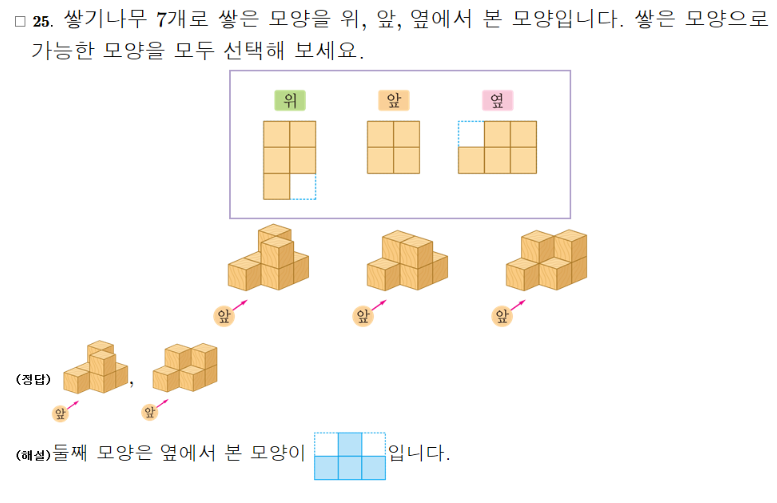 □ 25. 쌓기나무 7개로 쌓은 모양을 위, 앞, 옆에서 본 모양입니다. 쌓은 모양으로
가능한 모양을 모두 선택해 보세요.
위 앞 옆
앞 앞 앞
(정답) ,
앞 앞
(해설)둘째 모양은 옆에서 본 모양이 입니다.